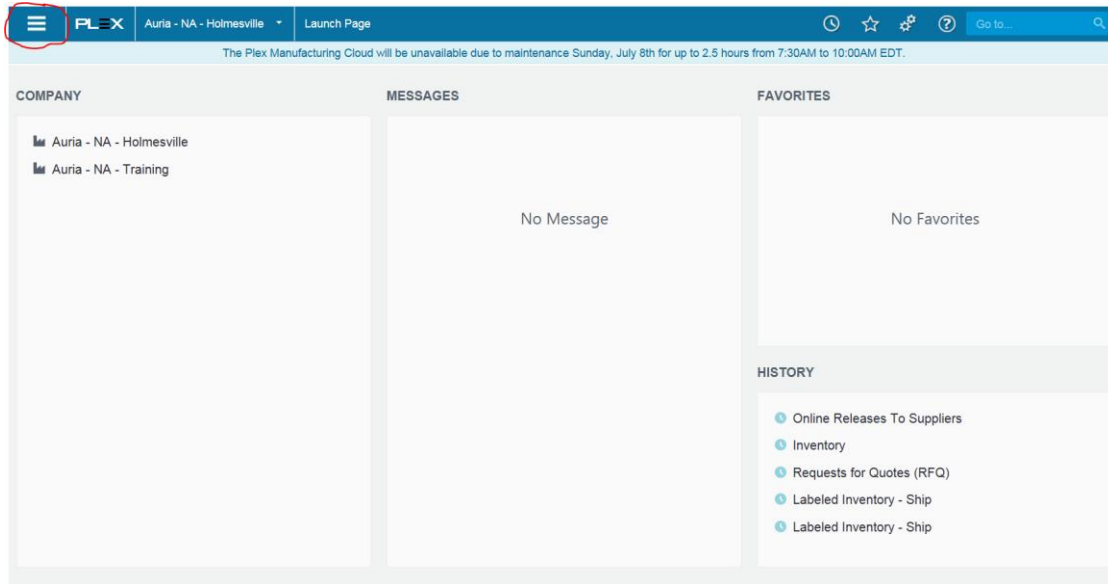 PLEX Auria - NA - Holmesville Launch Page Go to...
The Plex Manufacturing Cloud will be unavailable due to maintenance Sunday, July 8th for up to 2.5 hours from 7:30AM to 10:00AM EDT.
COMPANY
Auria - NA - Holmesville
Auria - NA - Training
MESSAGES
No Message
FAVORITES
No Favorites
HISTORY
Online Releases To Suppliers
Inventory
Requests for Quotes (RFQ)
Labeled Inventory - Ship
Labeled Inventory - Ship